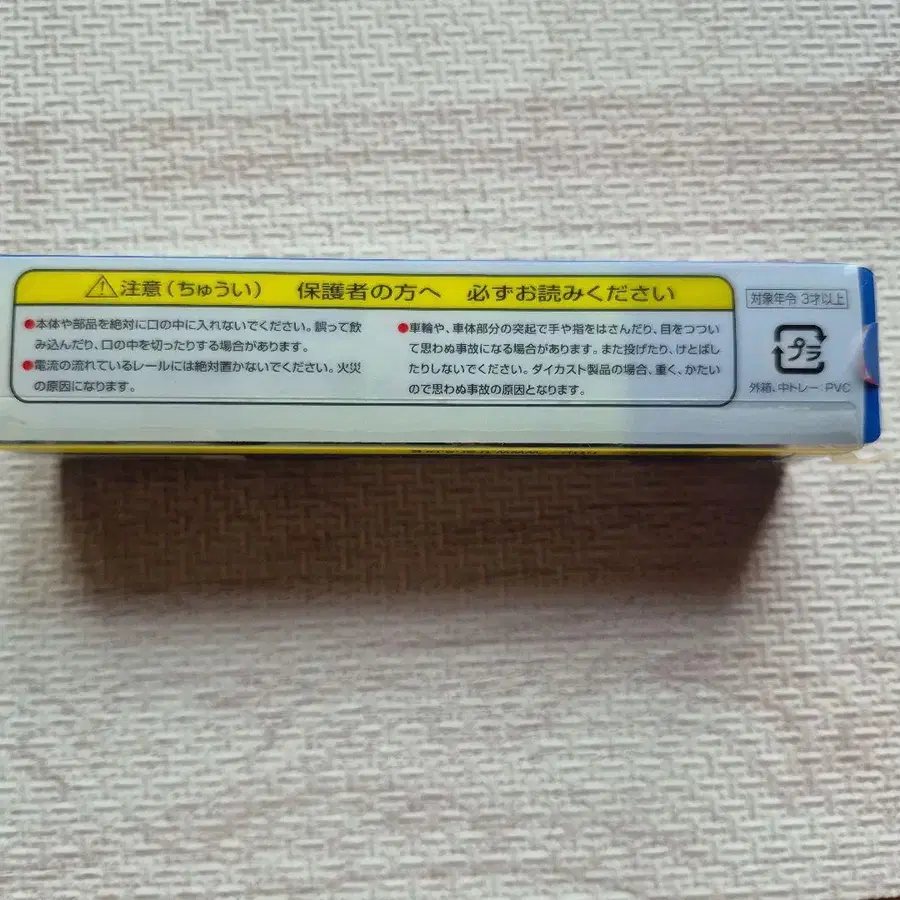 ⚠注意(ちゅうい) 保護者の方へ 必ずお読みください
●本体や部品を絶対に口の中に入れないでください。誤って飲
み込んだり、口の中を切ったりする場合があります。
●電流の流れているレールには絶対置かないでください。火災
の原因になります。
●車輪や、車体部分の突起で手や指をはさんだり、目をつつい
て思わぬ事故になる場合があります。また投げたり、けとばし
たりしないでください。ダイカスト製品の場合、重く、かたい
ので思わぬ事故の原因となります。
対象年令 3才以上
プラ
外箱、中トレー:PVC